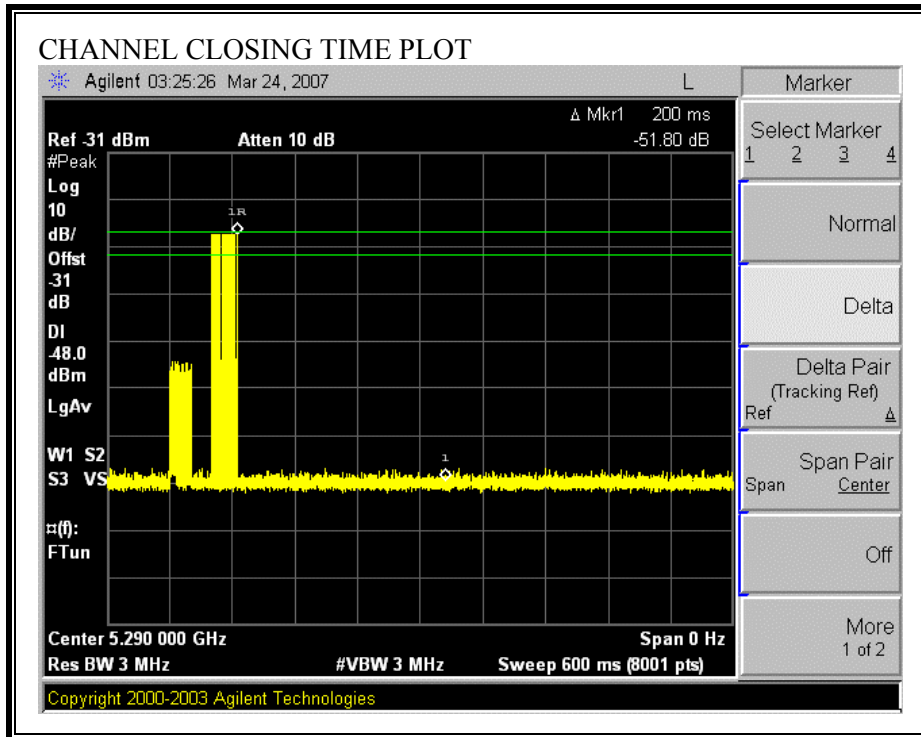 CHANNEL CLOSING TIME PLOT
Agilent 03:25:26 Mar 24, 2007 L
Δ Mkr1 200 ms
Ref -31 dBm Atten 10 dB -51.80 dB
#Peak
Log
10
dB/
Offst
-31
dB
DI
-48.0
dBm
LgAv
W1 S2
S3 VS
¤(f):
FTun
1R
1
Center 5.290 000 GHz Span 0 Hz
Res BW 3 MHz #VBW 3 MHz Sweep 600 ms (8001 pts)
Copyright 2000-2003 Agilent Technologies
Marker
Select Marker
1 2 3 4
Normal
Delta
Delta Pair
(Tracking Ref)
Ref Δ
Span Pair
Span Center
Off
More
1 of 2